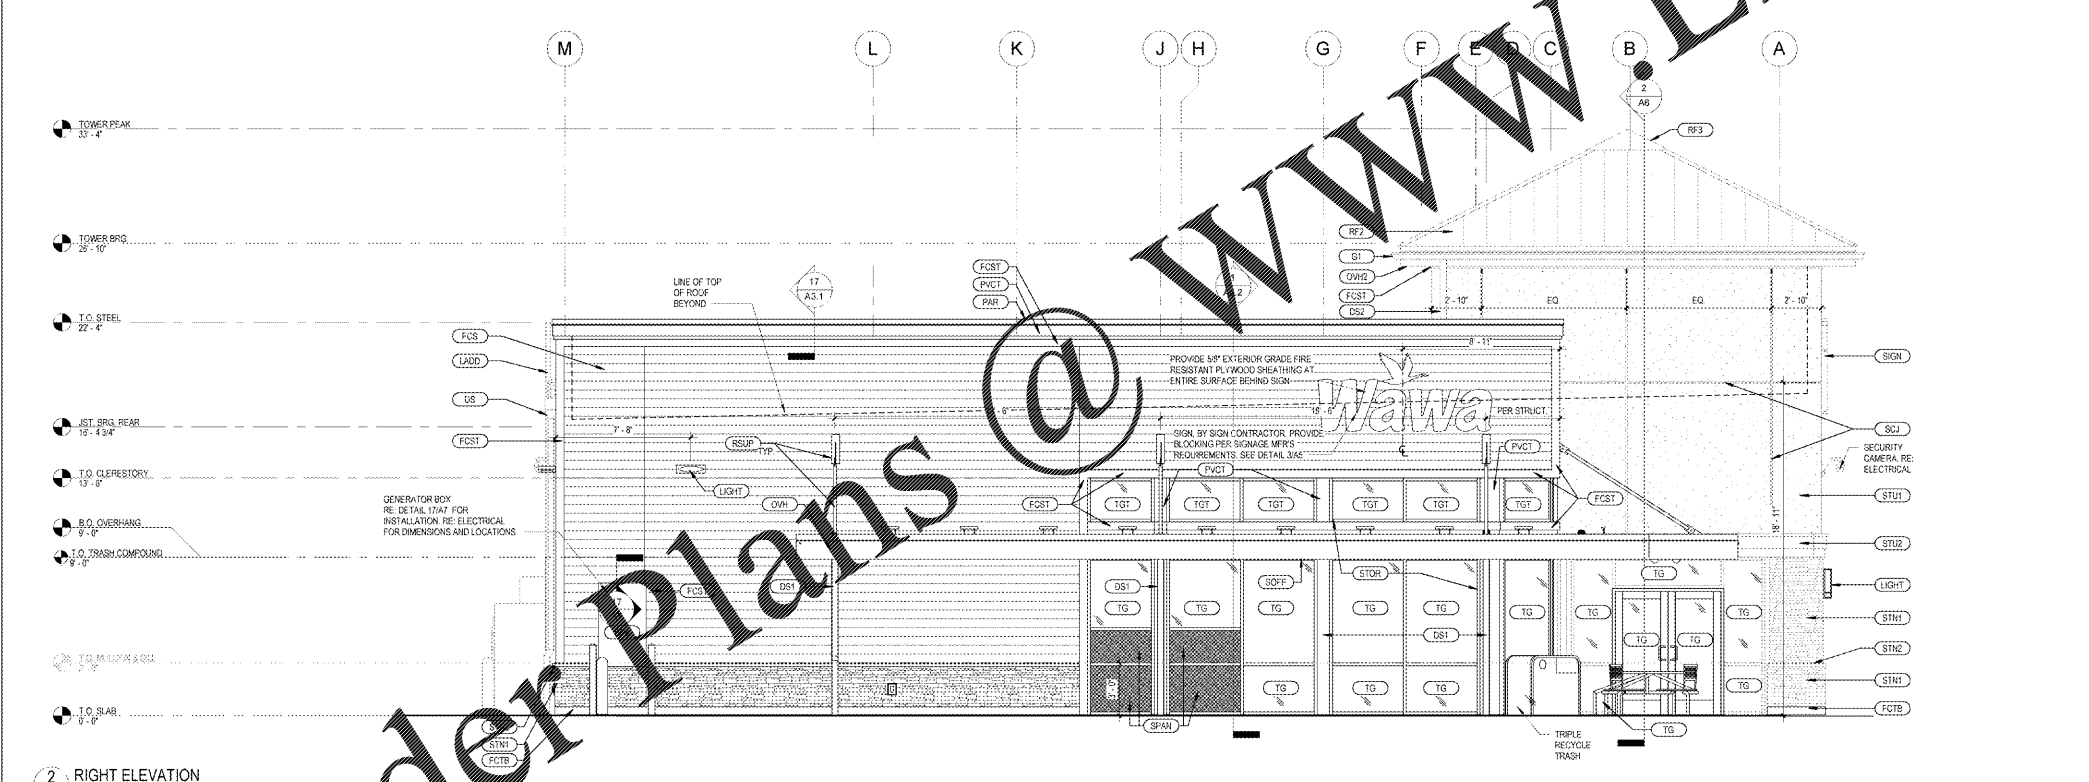 M L K J H G F E D C B A
2
A6
TOWER PEAK
33' - 4"
RF3
RF2
TOWER BRG
26' - 10"
G1
OVH2
FCST
DS2
2' - 10"
EQ.
EQ.
2' - 10"
LINE OF TOP
OF ROOF
BEYOND
17
A3.1
FCST
PVCT
PAR
T.O. STEEL
22' - 4"
FCS
LADD
DS
FCST
8' - 11"
PROVIDE 5/8" EXTERIOR GRADE FIRE
RESISTANT PLYWOOD SHEATHING AT
ENTIRE SURFACE BEHIND SIGN
Wawa
SIGN
JST. BRG. REAR
16' - 4 3/4"
7' - 8"
PER STRUCT.
SIGN, BY SIGN CONTRACTOR. PROVIDE
BLOCKING PER SIGNAGE MFR'S
REQUIREMENTS. SEE DETAIL 3/A5
SCJ
SECURITY
CAMERA. RE:
ELECTRICAL
RSUP
TYP
PVCT
PVCT
T.O. CLERESTORY
13' - 6"
LIGHT
OVH
FCST
TGT TGT TGT TGT TGT TGT
FCST
STU1
18' - 11"
GENERATOR BOX
RE: DETAIL 17/A7 FOR
INSTALLATION. RE: ELECTRICAL
FOR DIMENSIONS AND LOCATIONS
B.O. OVERHANG
9' - 0"
T.O. TRASH COMPOUND
9' - 0"
STU2
DS1
DS1
SOFF
STOR
TG
LIGHT
TG TG TG TG TG TG TG TG
STN1
DS1
TG TG
STN2
TG TG TG TG
STN1
T.O. SLAB
0' - 0"
FCTB
SPAN
TG
STN1
FCTB
TRIPLE
RECYCLE
TRASH
2 RIGHT ELEVATION
der Plans @ www.